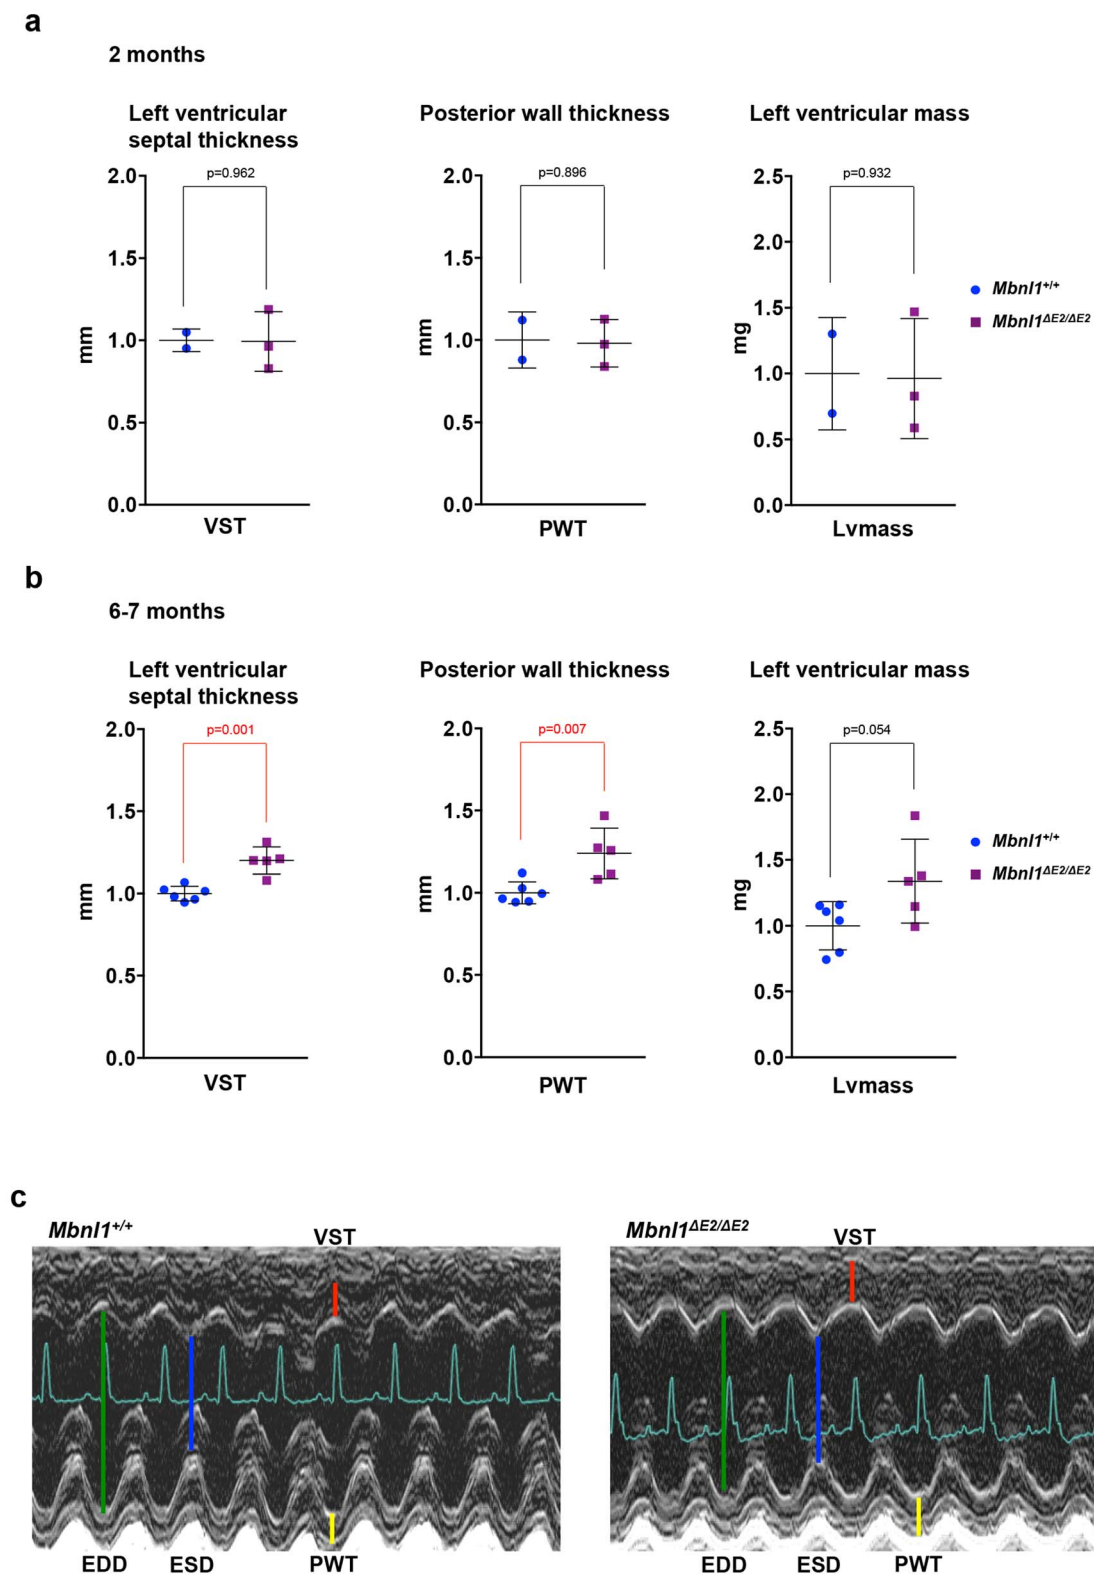 a
2 months
Left ventricular
septal thickness
Posterior wall thickness
Left ventricular mass
2.0
1.5
1.0
0.5
0.0
mm
p=0.962
VST
2.0
1.5
1.0
0.5
0.0
mm
p=0.896
PWT
2.5
2.0
1.5
1.0
0.5
0.0
mg
p=0.932
Lvmass
Mbnl1+/+
Mbnl1ΔE2/ΔE2
b
6-7 months
Left ventricular
septal thickness
Posterior wall thickness
Left ventricular mass
2.0
1.5
1.0
0.5
0.0
mm
p=0.001
VST
2.0
1.5
1.0
0.5
0.0
mm
p=0.007
PWT
2.5
2.0
1.5
1.0
0.5
0.0
mg
p=0.054
Lvmass
Mbnl1+/+
Mbnl1ΔE2/ΔE2
c
Mbnl1+/+
VST
EDD
ESD
PWT
Mbnl1ΔE2/ΔE2
VST
EDD
ESD
PWT